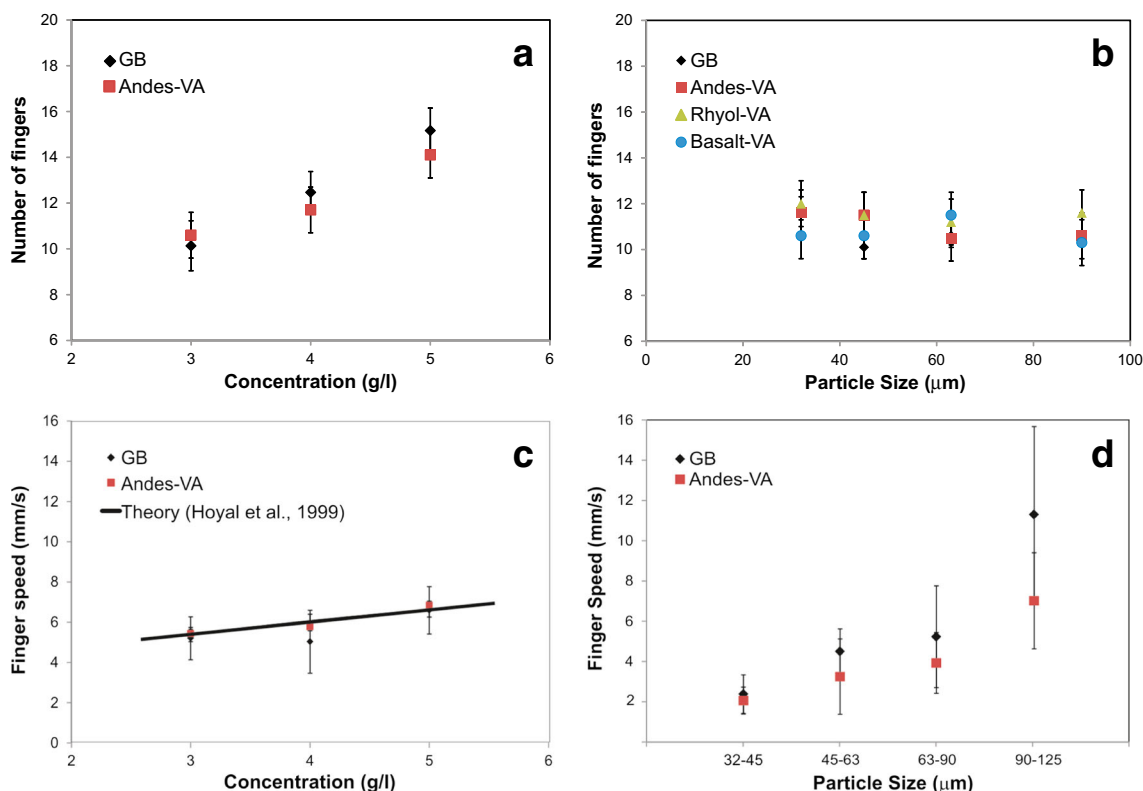 a
GB
Andes-VA
Number of fingers
20
18
16
14
12
10
8
6
2
3
4
5
6
Concentration (g/l)
b
GB
Andes-VA
Rhyol-VA
Basalt-VA
Number of fingers
20
18
16
14
12
10
8
6
0
20
40
60
80
100
Particle Size (μm)
c
GB
Andes-VA
Theory (Hoyal et al., 1999)
Finger speed (mm/s)
16
14
12
10
8
6
4
2
0
2
3
4
5
6
Concentration (g/l)
d
GB
Andes-VA
Finger Speed (mm/s)
16
14
12
10
8
6
4
2
32-45
45-63
63-90
90-125
Particle Size (μm)